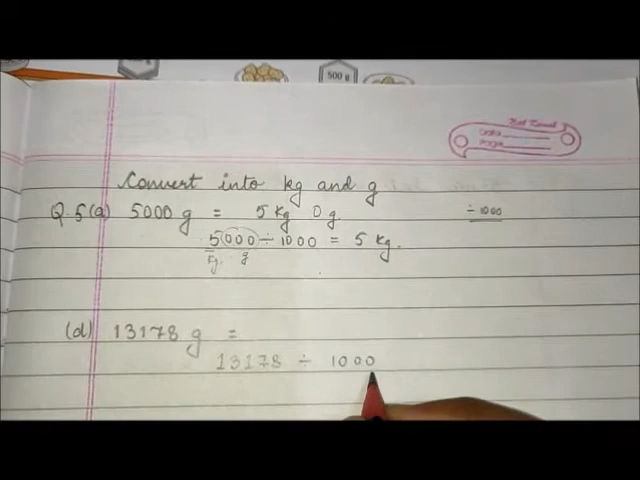 500 g
Date
Page
Convert into kg and g
Q.5(a) 5000 g = 5 Kg 0 g ÷1000
5000 ÷ 1000 = 5 Kg.
Kg g
(d) 13178 g =
13178 ÷ 1000